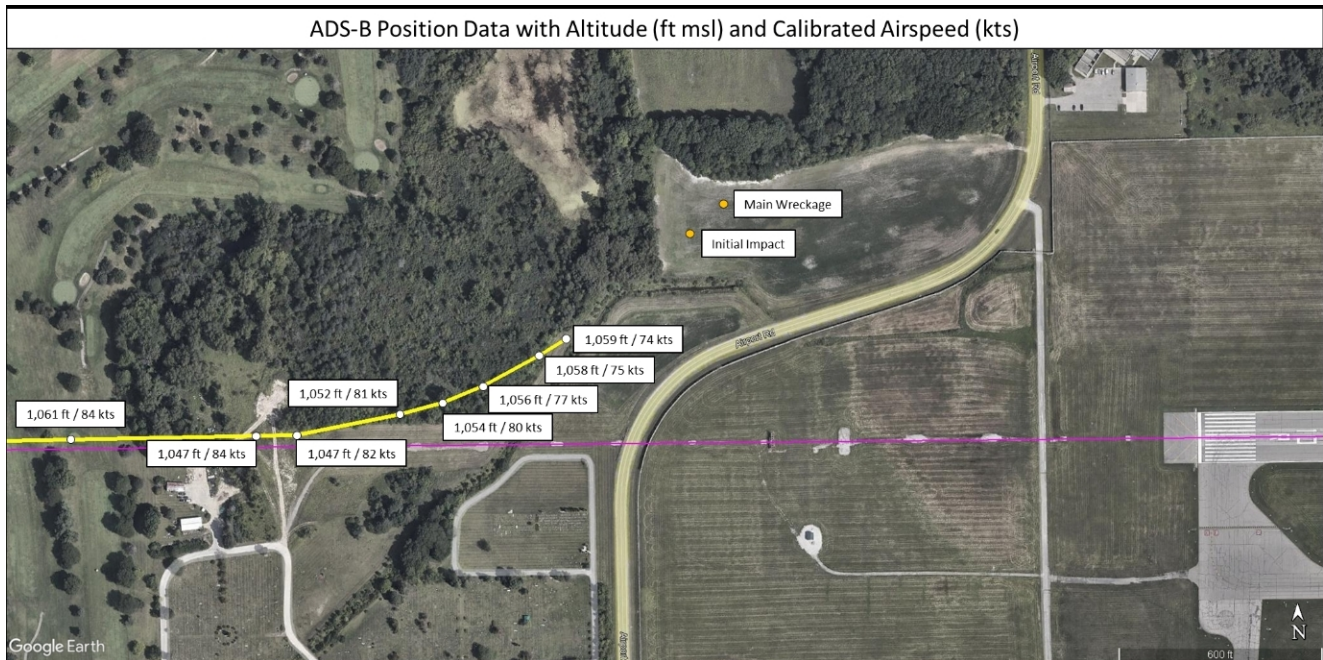 ADS-B Position Data with Altitude (ft msl) and Calibrated Airspeed (kts)
Airport Rd
Main Wreckage
Initial Impact
Airport Rd
1,059 ft / 74 kts
1,058 ft / 75 kts
1,052 ft / 81 kts
1,056 ft / 77 kts
1,061 ft / 84 kts
1,054 ft / 80 kts
1,047 ft / 84 kts
1,047 ft / 82 kts
N
Google Earth
600 ft